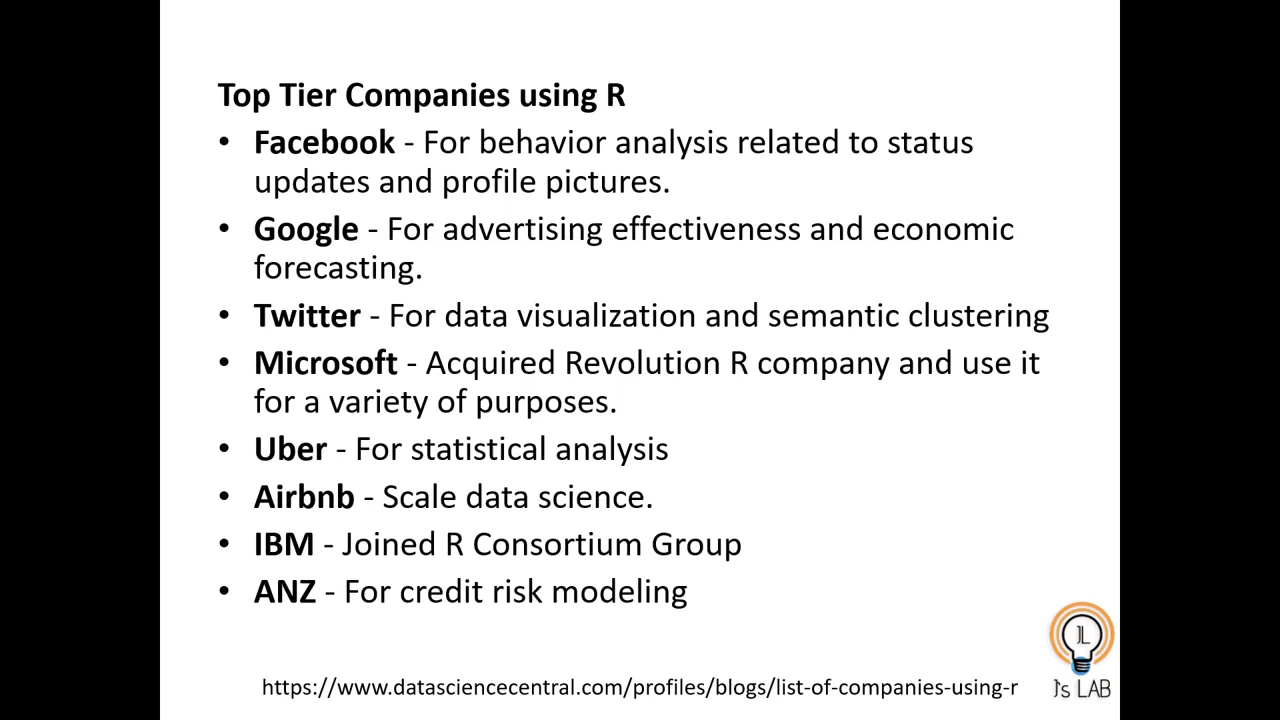 Top Tier Companies using R
• Facebook - For behavior analysis related to status
updates and profile pictures.
• Google - For advertising effectiveness and economic
forecasting.
• Twitter - For data visualization and semantic clustering
• Microsoft - Acquired Revolution R company and use it
for a variety of purposes.
• Uber - For statistical analysis
• Airbnb - Scale data science.
• IBM - Joined R Consortium Group
• ANZ - For credit risk modeling
JL
https://www.datasciencecentral.com/profiles/blogs/list-of-companies-using-r
J's LAB